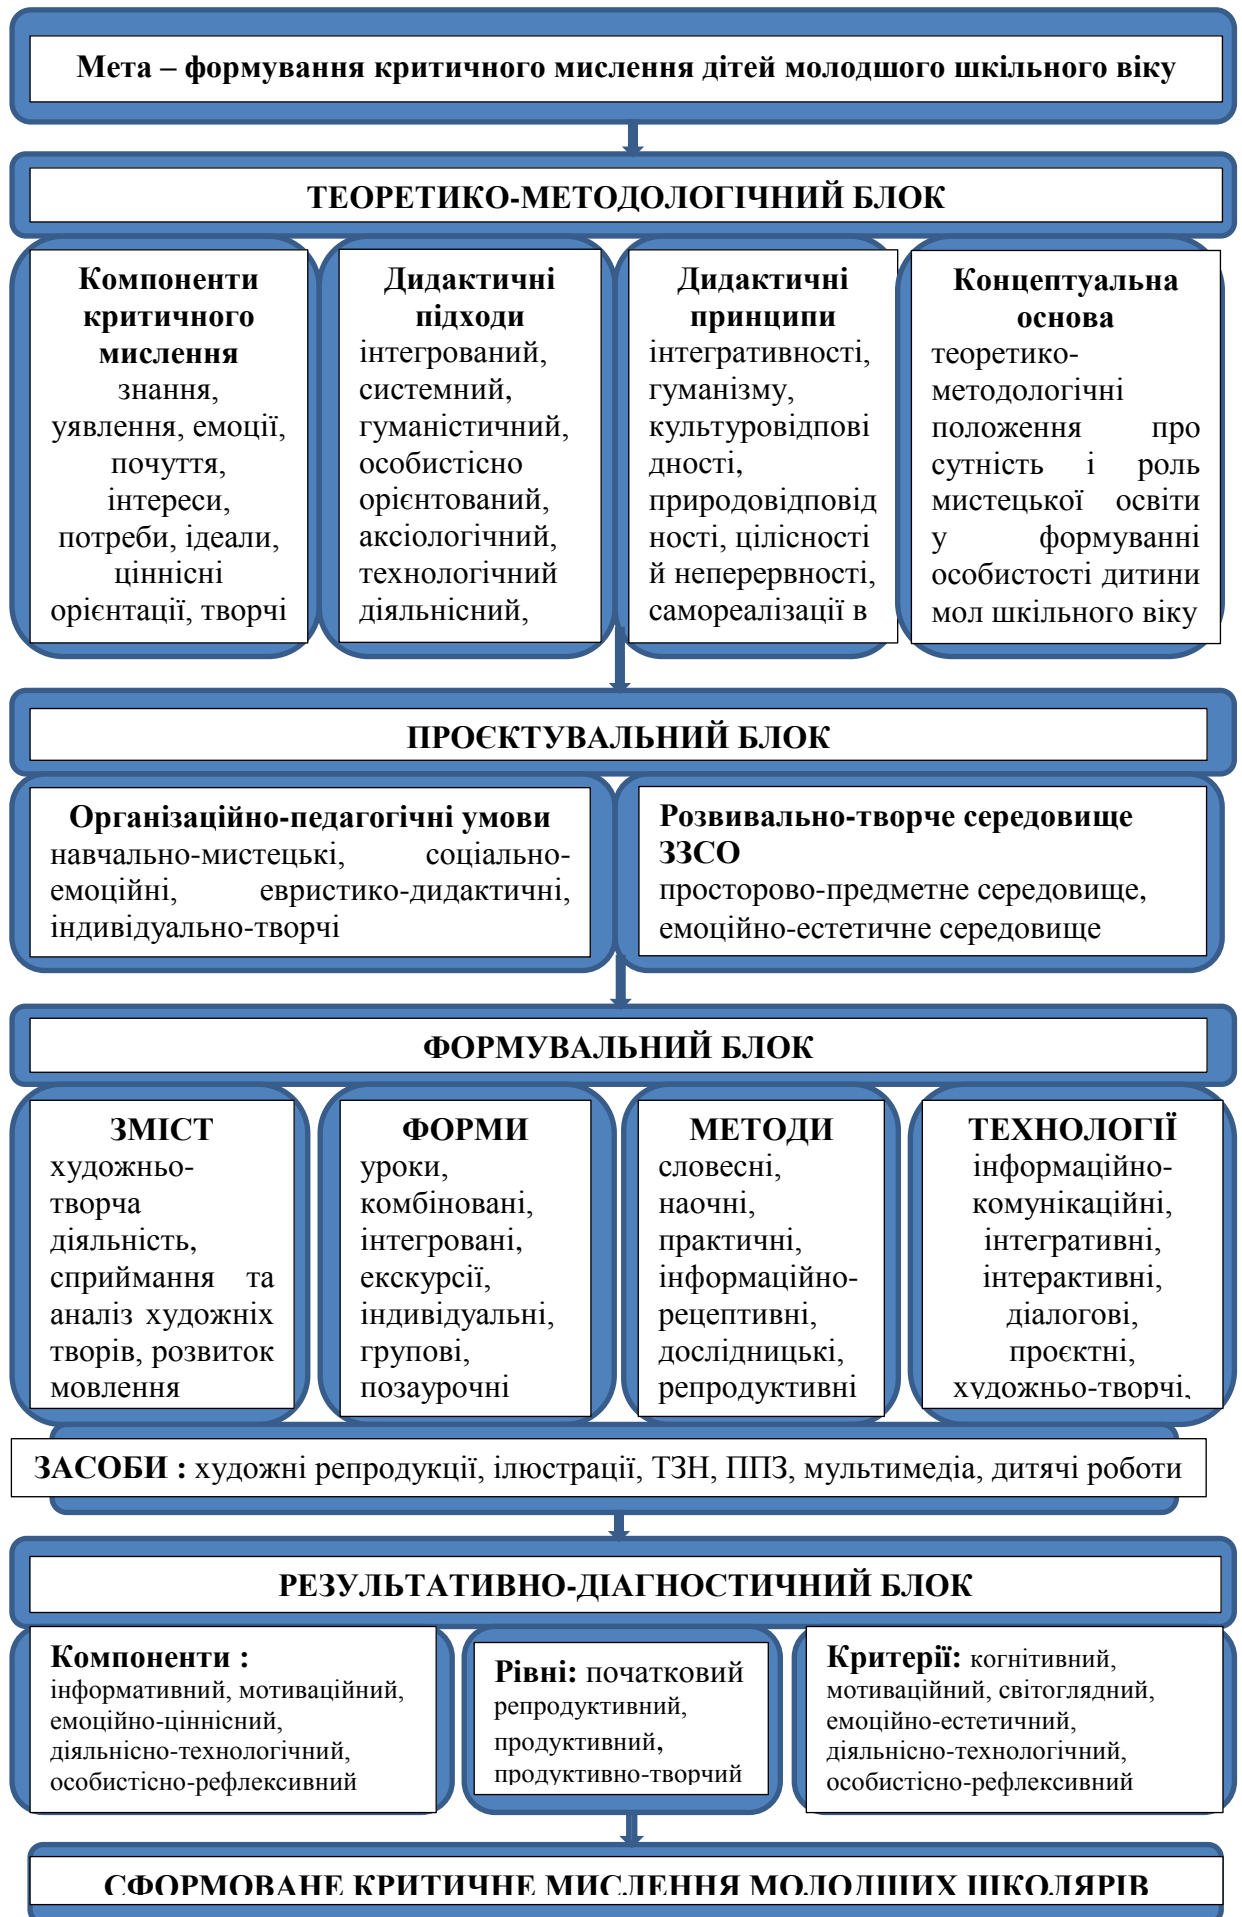 Мета – формування критичного мислення дітей молодшого шкільного віку
ТЕОРЕТИКО-МЕТОДОЛОГІЧНИЙ БЛОК
Компоненти
критичного
мислення
знання,
уявлення, емоції,
почуття,
інтереси,
потреби, ідеали,
ціннісні
орієнтації, творчі
Дидактичні
підходи
інтегрований,
системний,
гуманістичний,
особистісно
орієнтований,
аксіологічний,
технологічний
діяльнісний,
Дидактичні
принципи
інтегративності,
гуманізму,
культуровідпові
дності,
природовідповід
ності, цілісності
й неперервності,
самореалізації в
Концептуальна
основа
теоретико-
методологічні
положення про
сутність і роль
мистецької освіти
у формуванні
особистості дитини
мол шкільного віку
ПРОЄКТУВАЛЬНИЙ БЛОК
Організаційно-педагогічні умови
навчально-мистецькі, соціально-
емоційні, евристико-дидактичні,
індивідуально-творчі
Розвивально-творче середовище
ЗЗСО
просторово-предметне середовище,
емоційно-естетичне середовище
ФОРМУВАЛЬНИЙ БЛОК
ЗМІСТ
художньо-
творча
діяльність,
сприймання та
аналіз художніх
творів, розвиток
мовлення
ФОРМИ
уроки,
комбіновані,
інтегровані,
екскурсії,
індивідуальні,
групові,
позаурочні
МЕТОДИ
словесні,
наочні,
практичні,
інформаційно-
рецептивні,
дослідницькі,
репродуктивні
ТЕХНОЛОГІЇ
інформаційно-
комунікаційні,
інтегративні,
інтерактивні,
діалогові,
проєктні,
художньо-творчі,
ЗАСОБИ : художні репродукції, ілюстрації, ТЗН, ППЗ, мультимедіа, дитячі роботи
РЕЗУЛЬТАТИВНО-ДІАГНОСТИЧНИЙ БЛОК
Компоненти :
інформативний, мотиваційний,
емоційно-ціннісний,
діяльнісно-технологічний,
особистісно-рефлексивний
Рівні: початковий
репродуктивний,
продуктивний,
продуктивно-творчий
Критерії: когнітивний,
мотиваційний, світоглядний,
емоційно-естетичний,
діяльнісно-технологічний,
особистісно-рефлексивний
СФОРМОВАНЕ КРИТИЧНЕ МИСЛЕННЯ МОЛОДШИХ ШКОЛЯРІВ